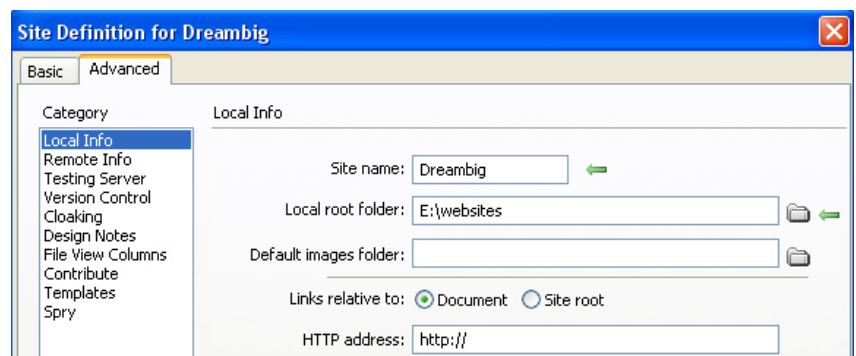 Site Definition for Dreambig
Basic
Advanced
Category
Local Info
Local Info
Remote Info
Testing Server
Version Control
Cloaking
Design Notes
File View Columns
Contribute
Templates
Spry
Site name: Dreambig
Local root folder: E:\websites
Default images folder:
Links relative to: Document Site root
HTTP address: http://